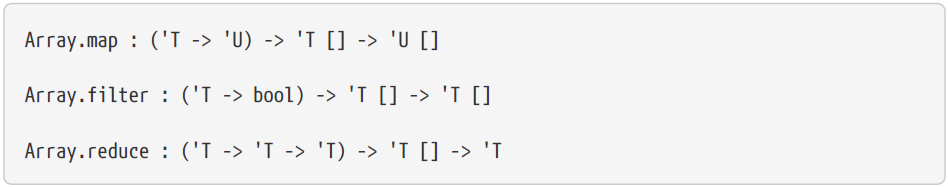 Array.map : ('T -> 'U) -> 'T [] -> 'U []
Array.filter : ('T -> bool) -> 'T [] -> 'T []
Array.reduce : ('T -> 'T -> 'T) -> 'T [] -> 'T